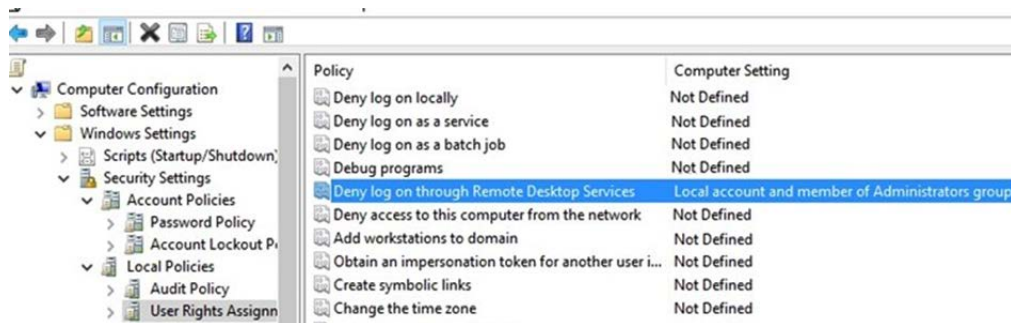 Policy Computer Setting
Computer Configuration
Software Settings
Windows Settings
Scripts (Startup/Shutdown)
Security Settings
Account Policies
Password Policy
Account Lockout P
Local Policies
Audit Policy
User Rights Assignn
Deny log on locally Not Defined
Deny log on as a service Not Defined
Deny log on as a batch job Not Defined
Debug programs Not Defined
Deny log on through Remote Desktop Services Local account and member of Administrators group
Deny access to this computer from the network Not Defined
Add workstations to domain Not Defined
Obtain an impersonation token for another user i... Not Defined
Create symbolic links Not Defined
Change the time zone Not Defined